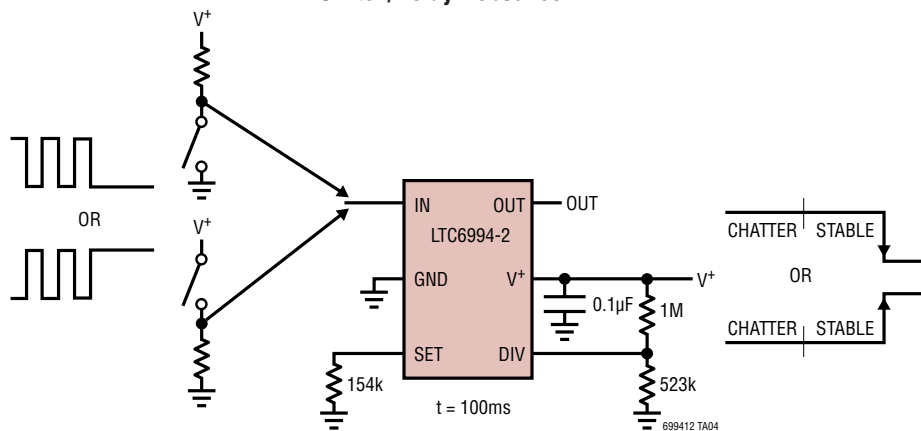 V+
OR
V+
IN
OUT
OUT
LTC6994-2
GND
V+
V+
0.1µF
1M
SET
DIV
154k
523k
t = 100ms
699412 TA04
CHATTER
STABLE
OR
CHATTER
STABLE